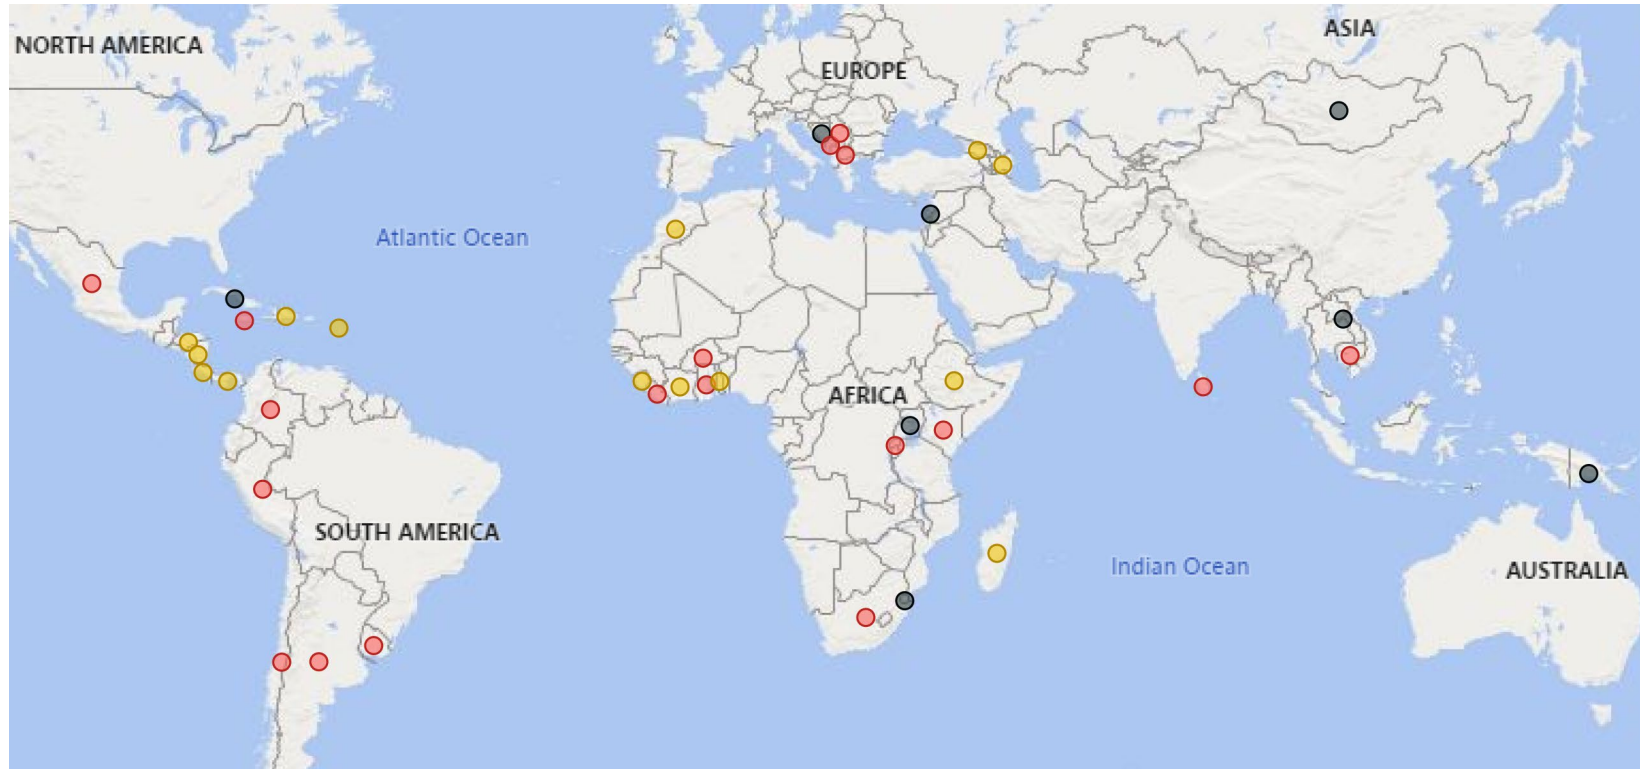 NORTH AMERICA
ASIA
EUROPE
Atlantic Ocean
AFRICA
SOUTH AMERICA
Indian Ocean
AUSTRALIA